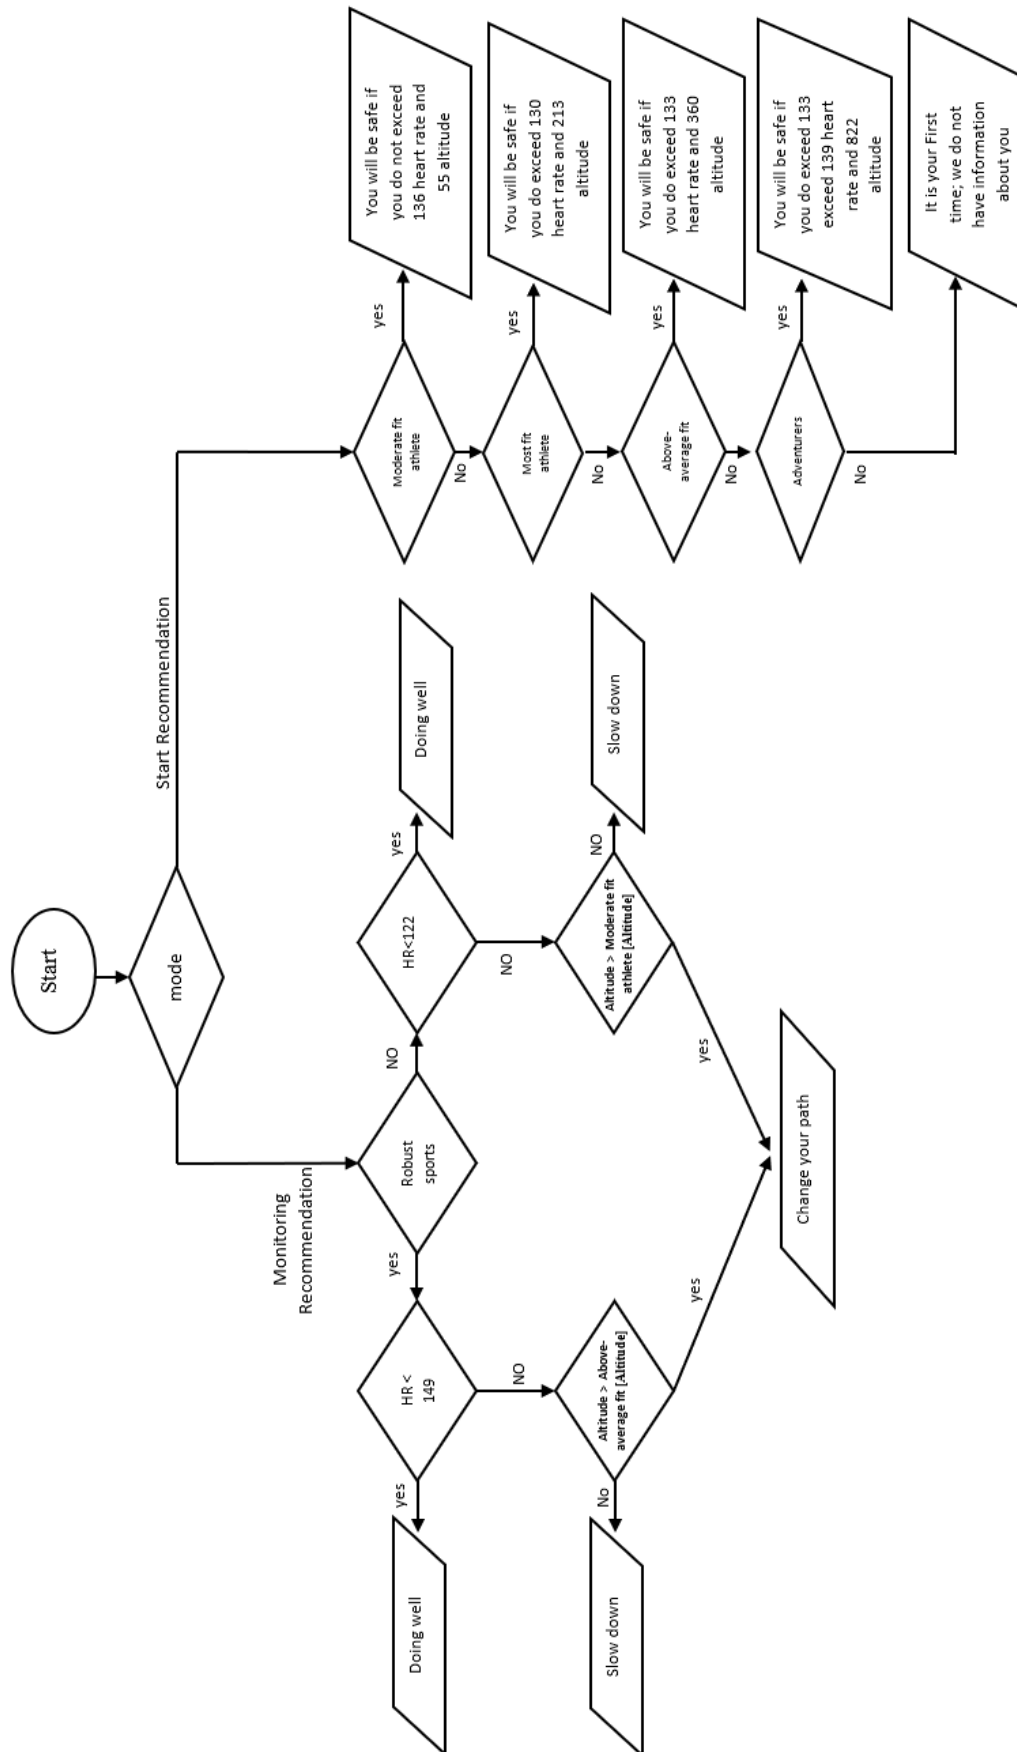 Start
mode
Monitoring
Recommendation
Start Recommendation
Robust
sports
yes
NO
HR <
149
yes
NO
Doing well
Altitude > Above-
average fit [Altitude]
No
yes
Slow down
HR<122
yes
NO
Doing well
Altitude > Moderate fit
athlete [Altitude]
NO
yes
Slow down
Change your path
Moderate fit
athlete
yes
No
You will be safe if
you do not exceed
136 heart rate and
55 altitude
Most fit
athlete
yes
No
You will be safe if
you do exceed 130
heart rate and 213
altitude
Above-
average fit
yes
No
You will be safe if
you do exceed 133
heart rate and 360
altitude
Adventurers
yes
No
You will be safe if
you do exceed 133
exceed 139 heart
rate and 822
altitude
It is your First
time; we do not
have information
about you